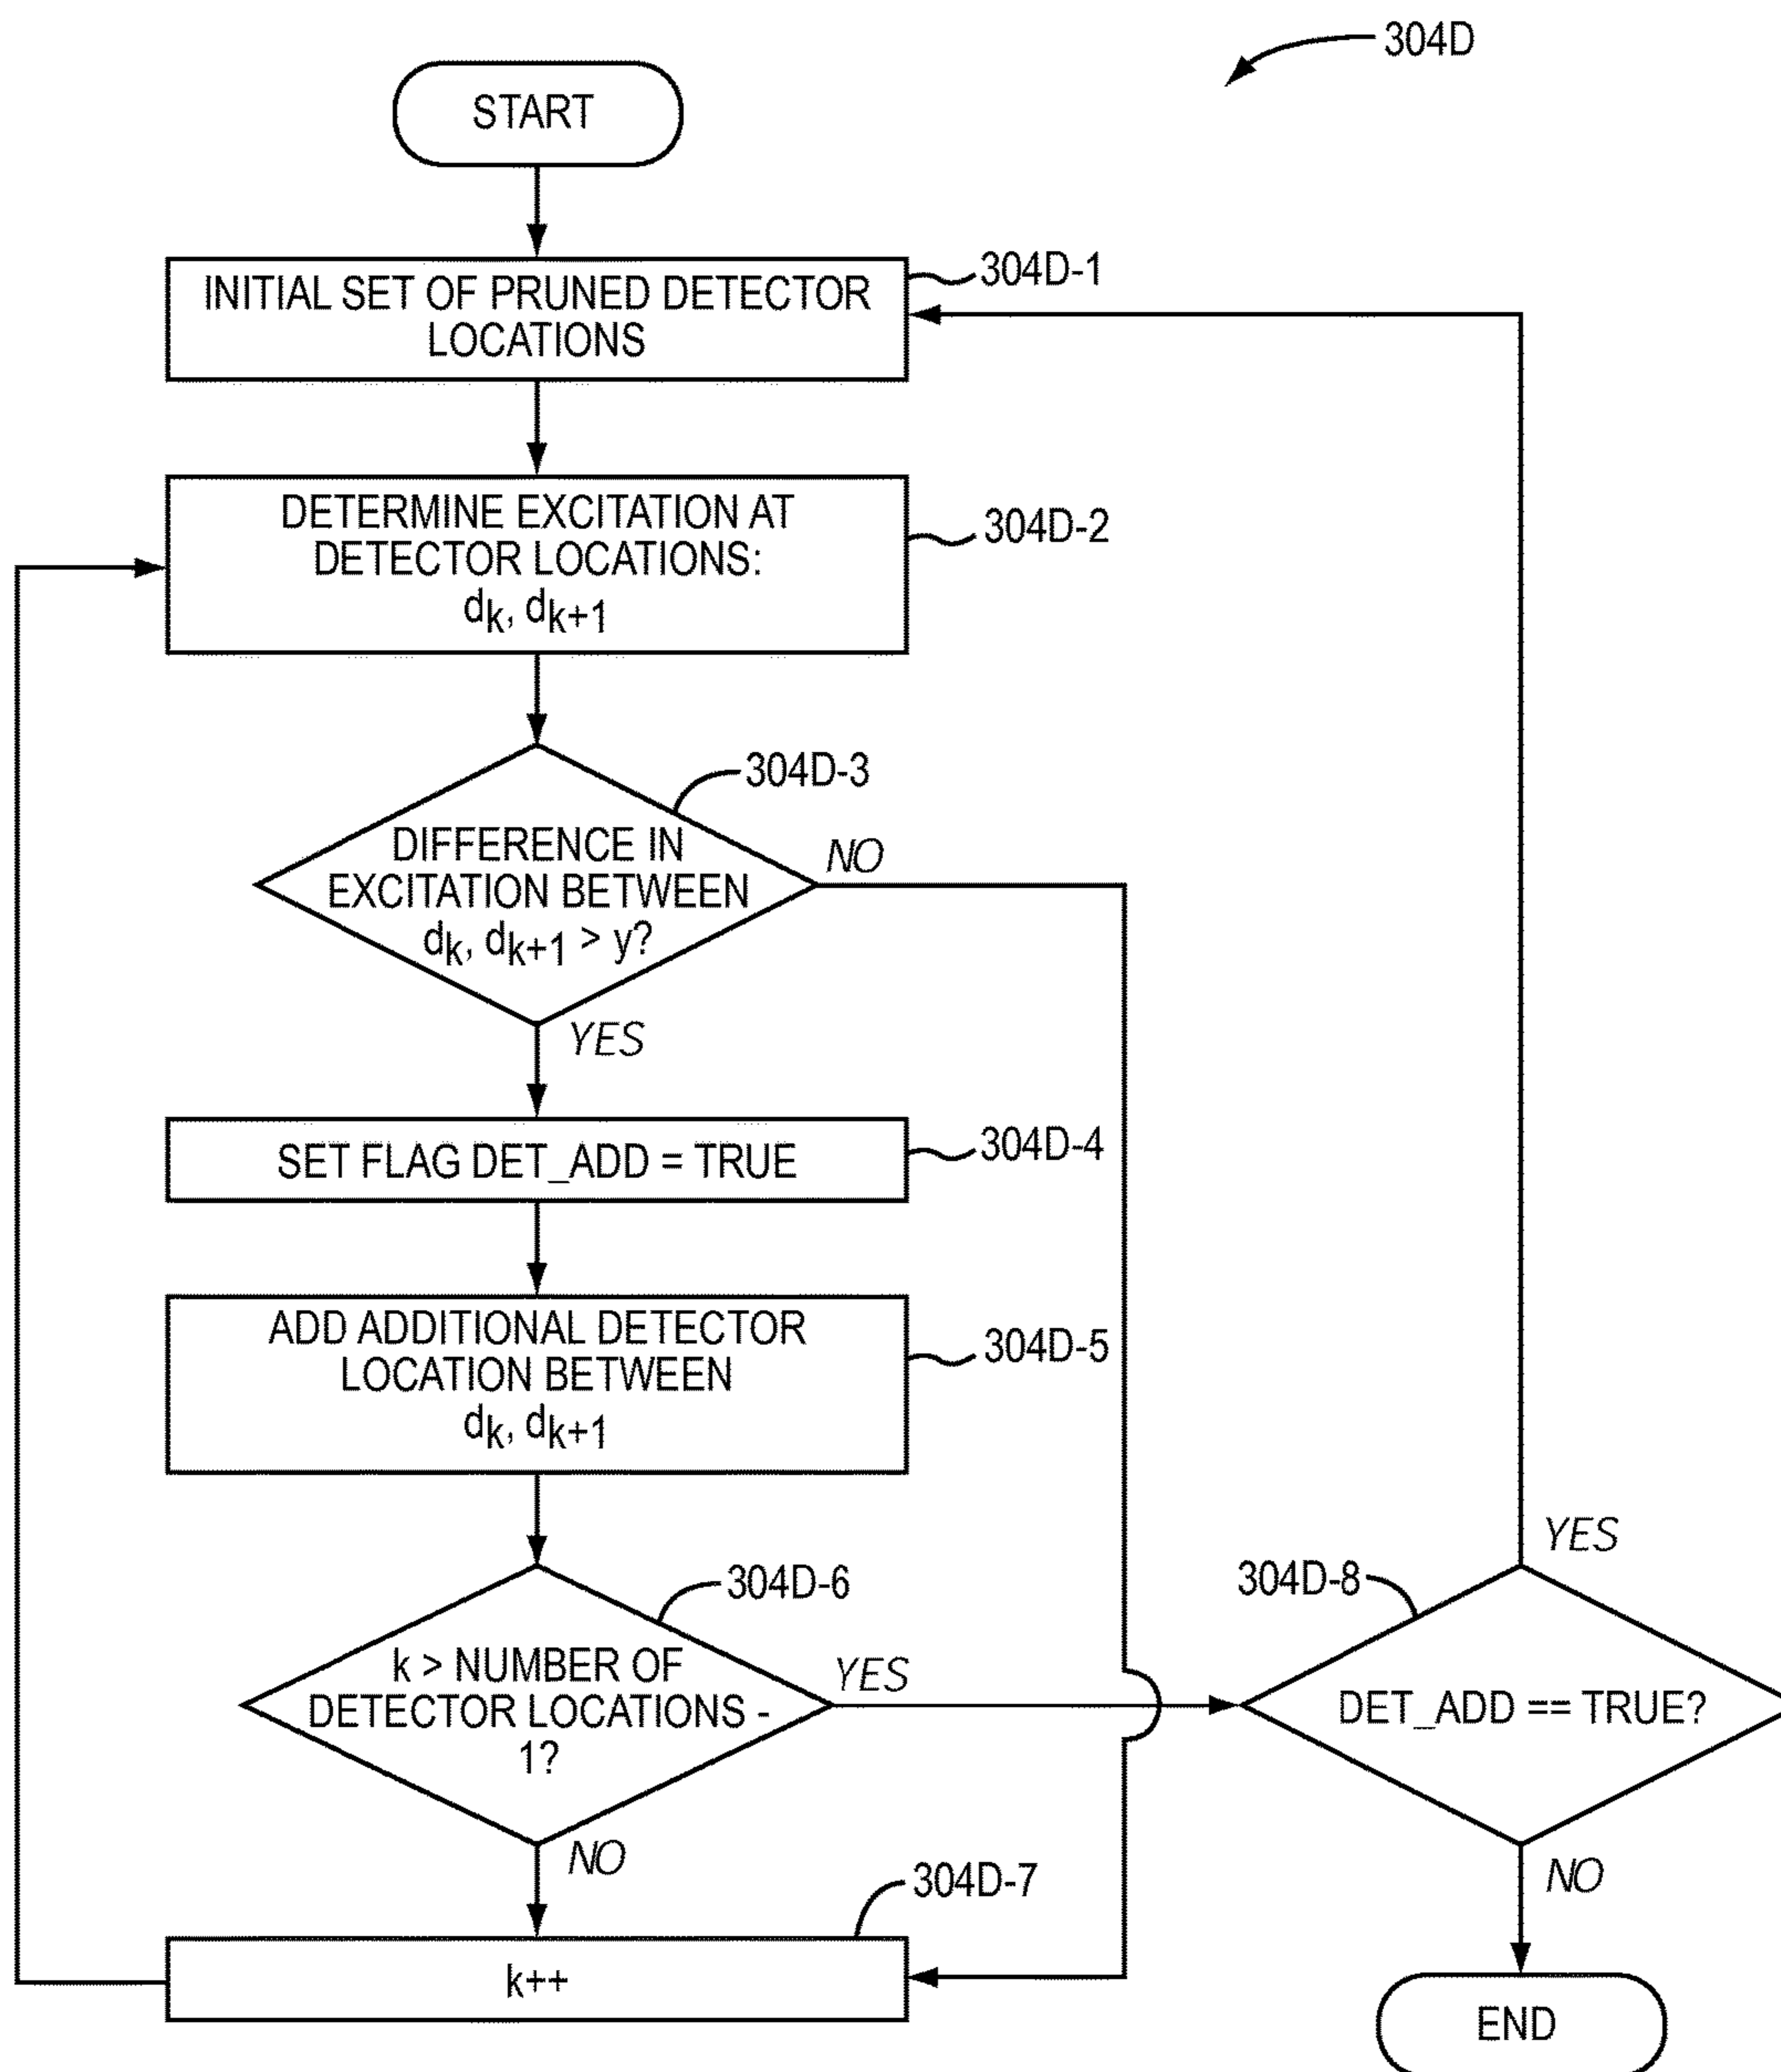 304D
START
INITIAL SET OF PRUNED DETECTOR
LOCATIONS
304D-1
DETERMINE EXCITATION AT
DETECTOR LOCATIONS:
dk, dk+1
304D-2
304D-3
DIFFERENCE IN
EXCITATION BETWEEN
dk, dk+1 > y?
NO
YES
SET FLAG DET_ADD = TRUE
304D-4
ADD ADDITIONAL DETECTOR
LOCATION BETWEEN
dk, dk+1
304D-5
304D-6
k > NUMBER OF
DETECTOR LOCATIONS -
1?
YES
NO
304D-7
k++
304D-8
YES
DET_ADD == TRUE?
NO
END